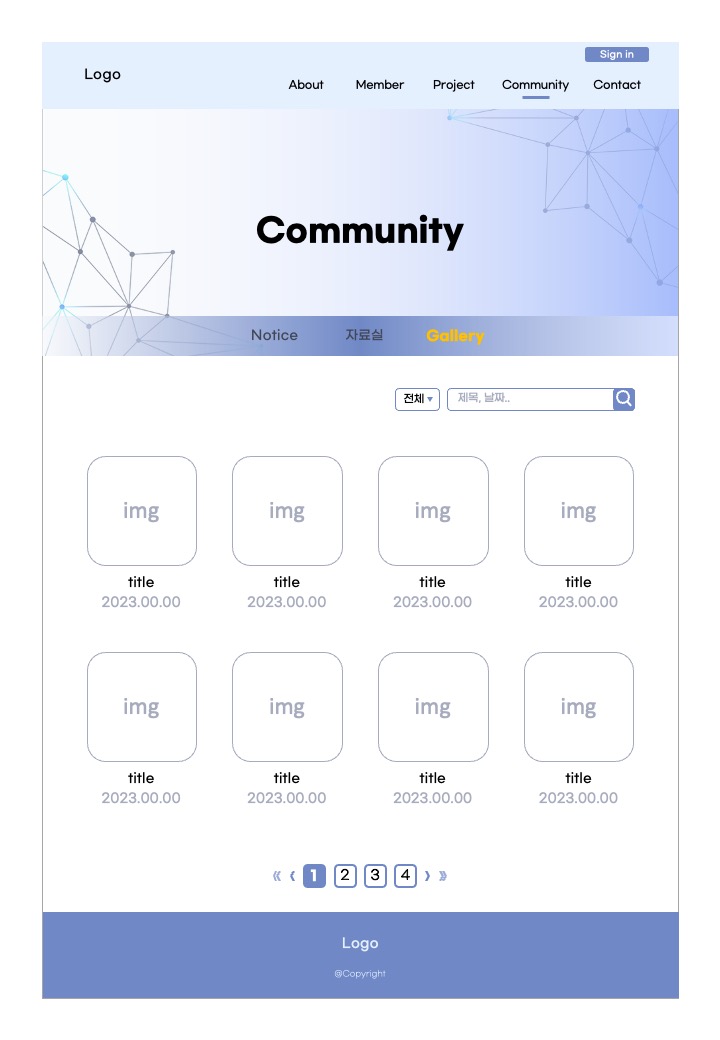 Sign in
Logo
About Member Project Community Contact
Community
Notice 자료실 Gallery
전체 제목, 날짜..
img img img img
title title title title
2023.00.00 2023.00.00 2023.00.00 2023.00.00
img img img img
title title title title
2023.00.00 2023.00.00 2023.00.00 2023.00.00
« ‹ 1 2 3 4 › »
Logo
@Copyright